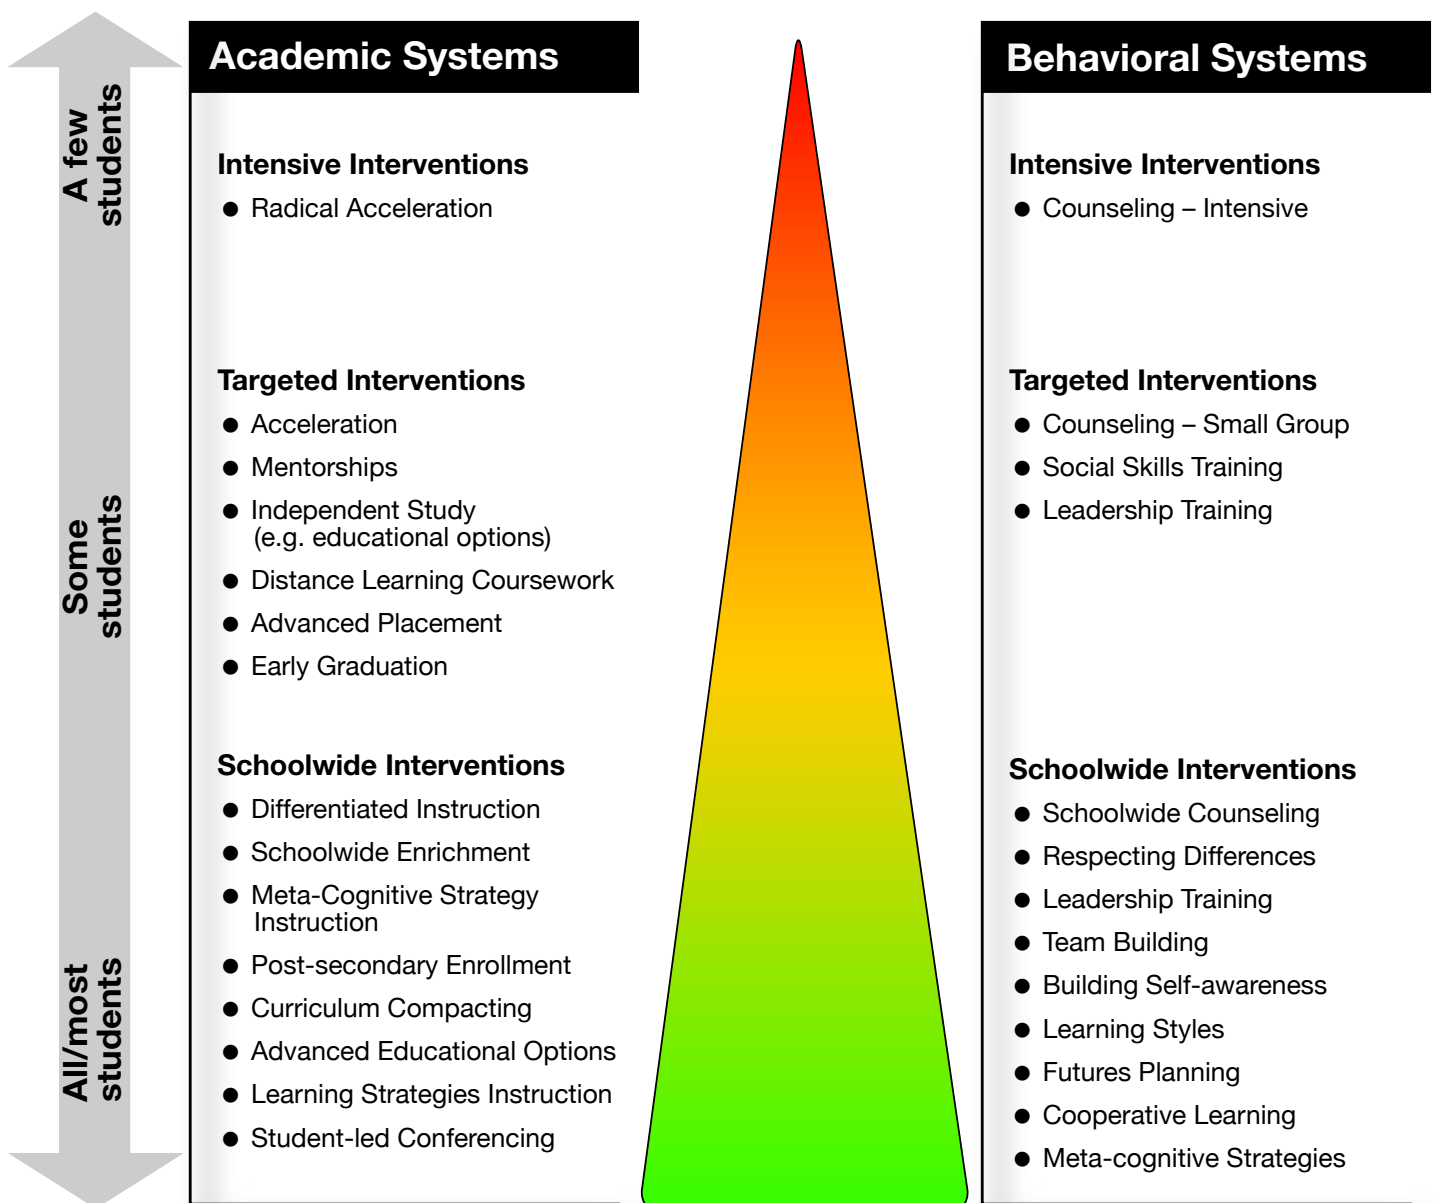 A few
students
Some
students
All/most
students
Academic Systems
Intensive Interventions
● Radical Acceleration
Targeted Interventions
● Acceleration
● Mentorships
● Independent Study
(e.g. educational options)
● Distance Learning Coursework
● Advanced Placement
● Early Graduation
Schoolwide Interventions
● Differentiated Instruction
● Schoolwide Enrichment
● Meta-Cognitive Strategy
Instruction
● Post-secondary Enrollment
● Curriculum Compacting
● Advanced Educational Options
● Learning Strategies Instruction
● Student-led Conferencing
Behavioral Systems
Intensive Interventions
● Counseling – Intensive
Targeted Interventions
● Counseling – Small Group
● Social Skills Training
● Leadership Training
Schoolwide Interventions
● Schoolwide Counseling
● Respecting Differences
● Leadership Training
● Team Building
● Building Self-awareness
● Learning Styles
● Futures Planning
● Cooperative Learning
● Meta-cognitive Strategies